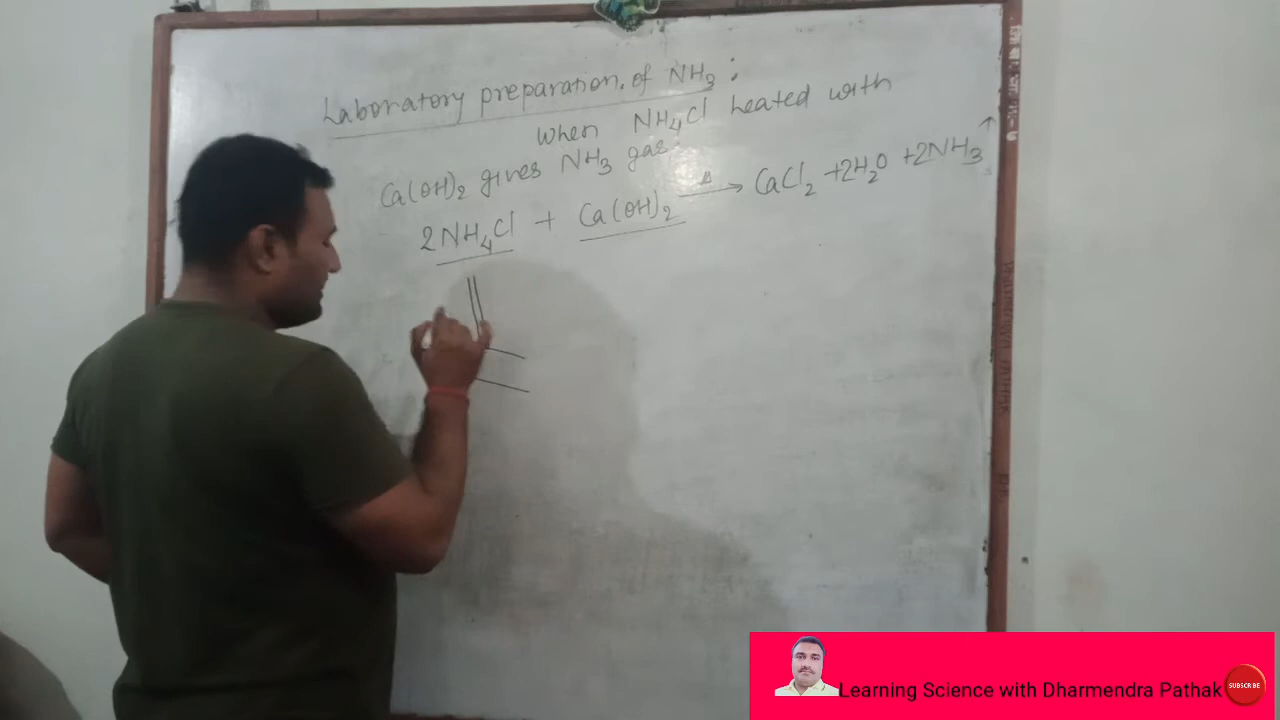 Laboratory preparation of NH₃ :
When NH₄Cl heated with
Ca(OH)₂ gives NH₃ gas.
2NH₄Cl + Ca(OH)₂ —Δ→ CaCl₂ + 2H₂O + 2NH₃ ↑
Learning Science with Dharmendra Pathak
SUBSCRIBE